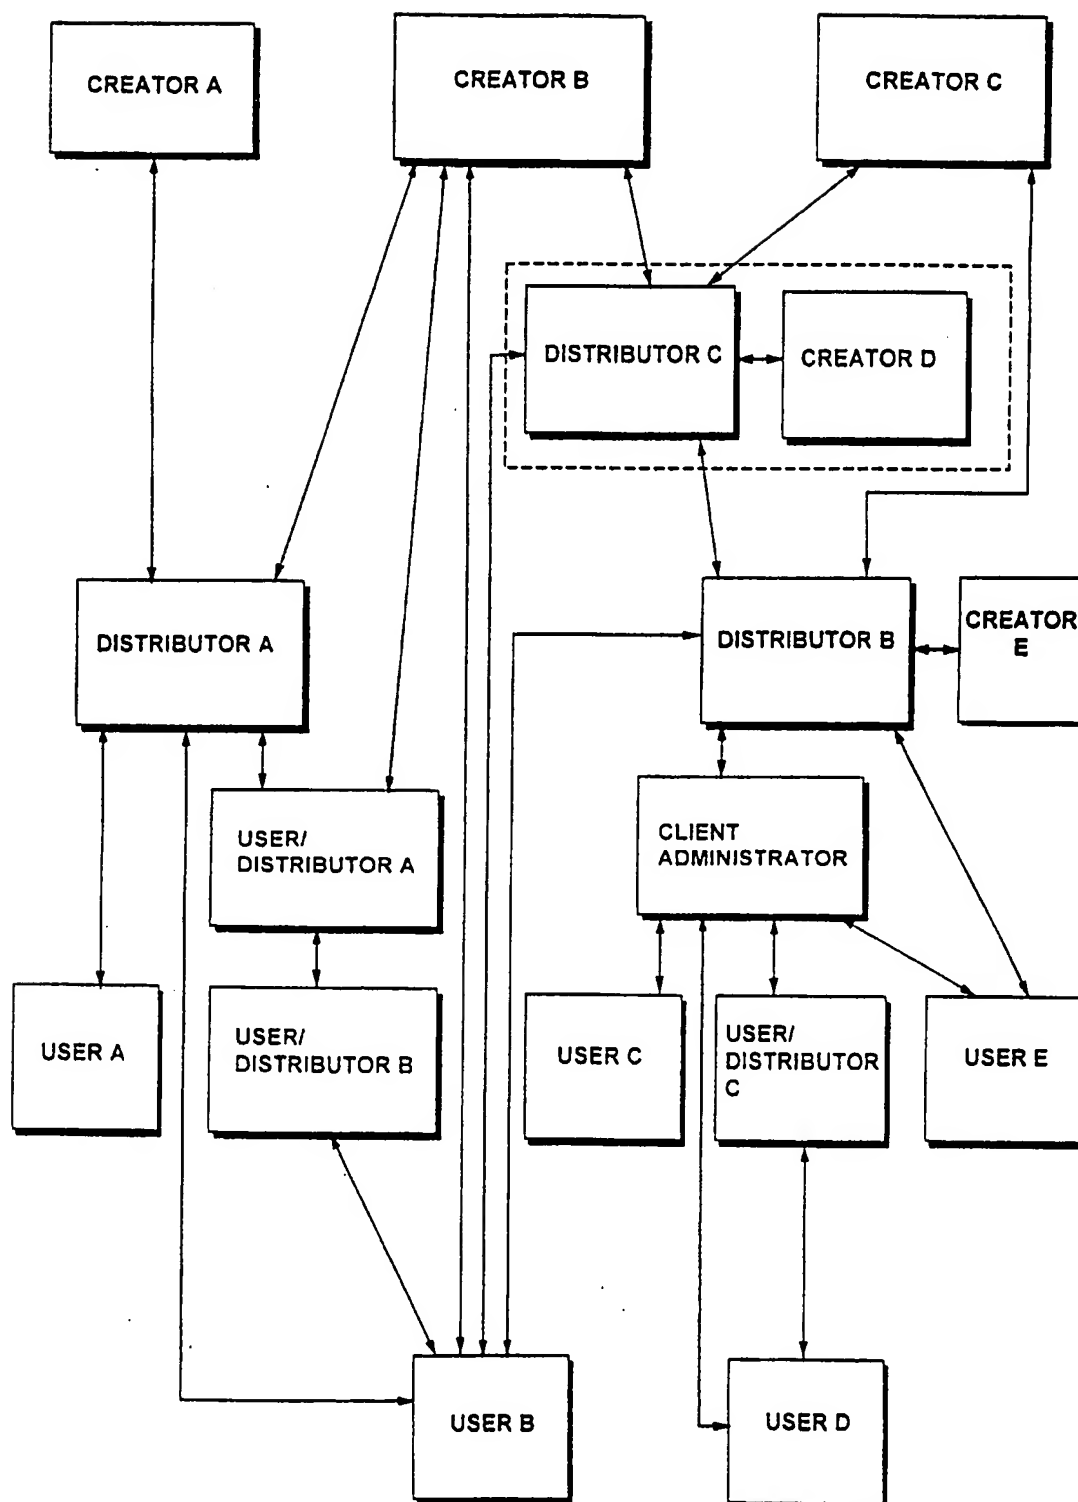 CREATOR A
CREATOR B
CREATOR C
DISTRIBUTOR C
CREATOR D
DISTRIBUTOR A
DISTRIBUTOR B
CREATOR
E
USER/
DISTRIBUTOR A
CLIENT
ADMINISTRATOR
USER A
USER/
DISTRIBUTOR B
USER C
USER/
DISTRIBUTOR
C
USER E
USER B
USER D